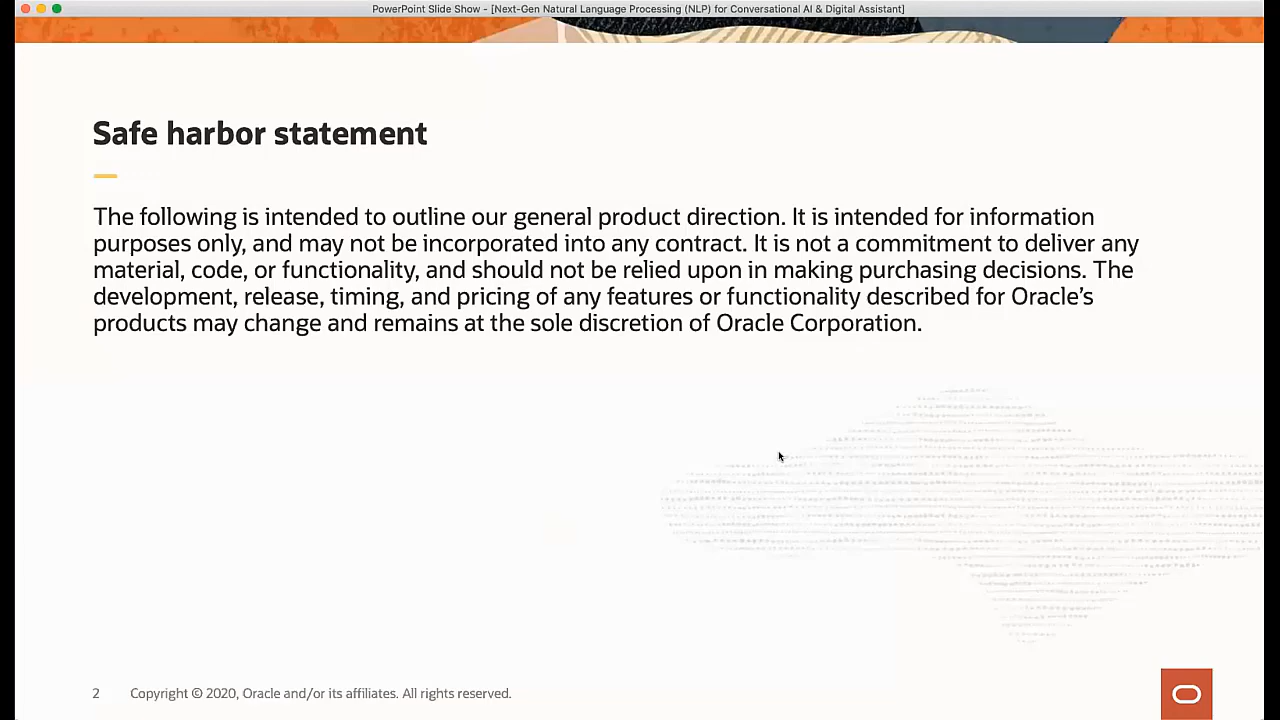 PowerPoint Slide Show - [Next-Gen Natural Language Processing (NLP) for Conversational AI & Digital Assistant]
Safe harbor statement
The following is intended to outline our general product direction. It is intended for information
purposes only, and may not be incorporated into any contract. It is not a commitment to deliver any
material, code, or functionality, and should not be relied upon in making purchasing decisions. The
development, release, timing, and pricing of any features or functionality described for Oracle’s
products may change and remains at the sole discretion of Oracle Corporation.
2 Copyright © 2020, Oracle and/or its affiliates. All rights reserved.